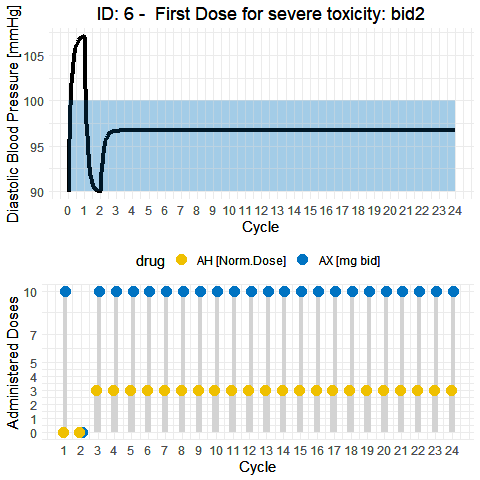 ID: 6 - First Dose for severe toxicity: bid2
Diastolic Blood Pressure [mmHg]
105
100
95
90
0 1 2 3 4 5 6 7 8 9 10 11 12 13 14 15 16 17 18 19 20 21 22 23 24
Cycle
drug AH [Norm.Dose] AX [mg bid]
Administered Doses
10
7
5
4
3
2
1
0
1 2 3 4 5 6 7 8 9 10 11 12 13 14 15 16 17 18 19 20 21 22 23 24
Cycle